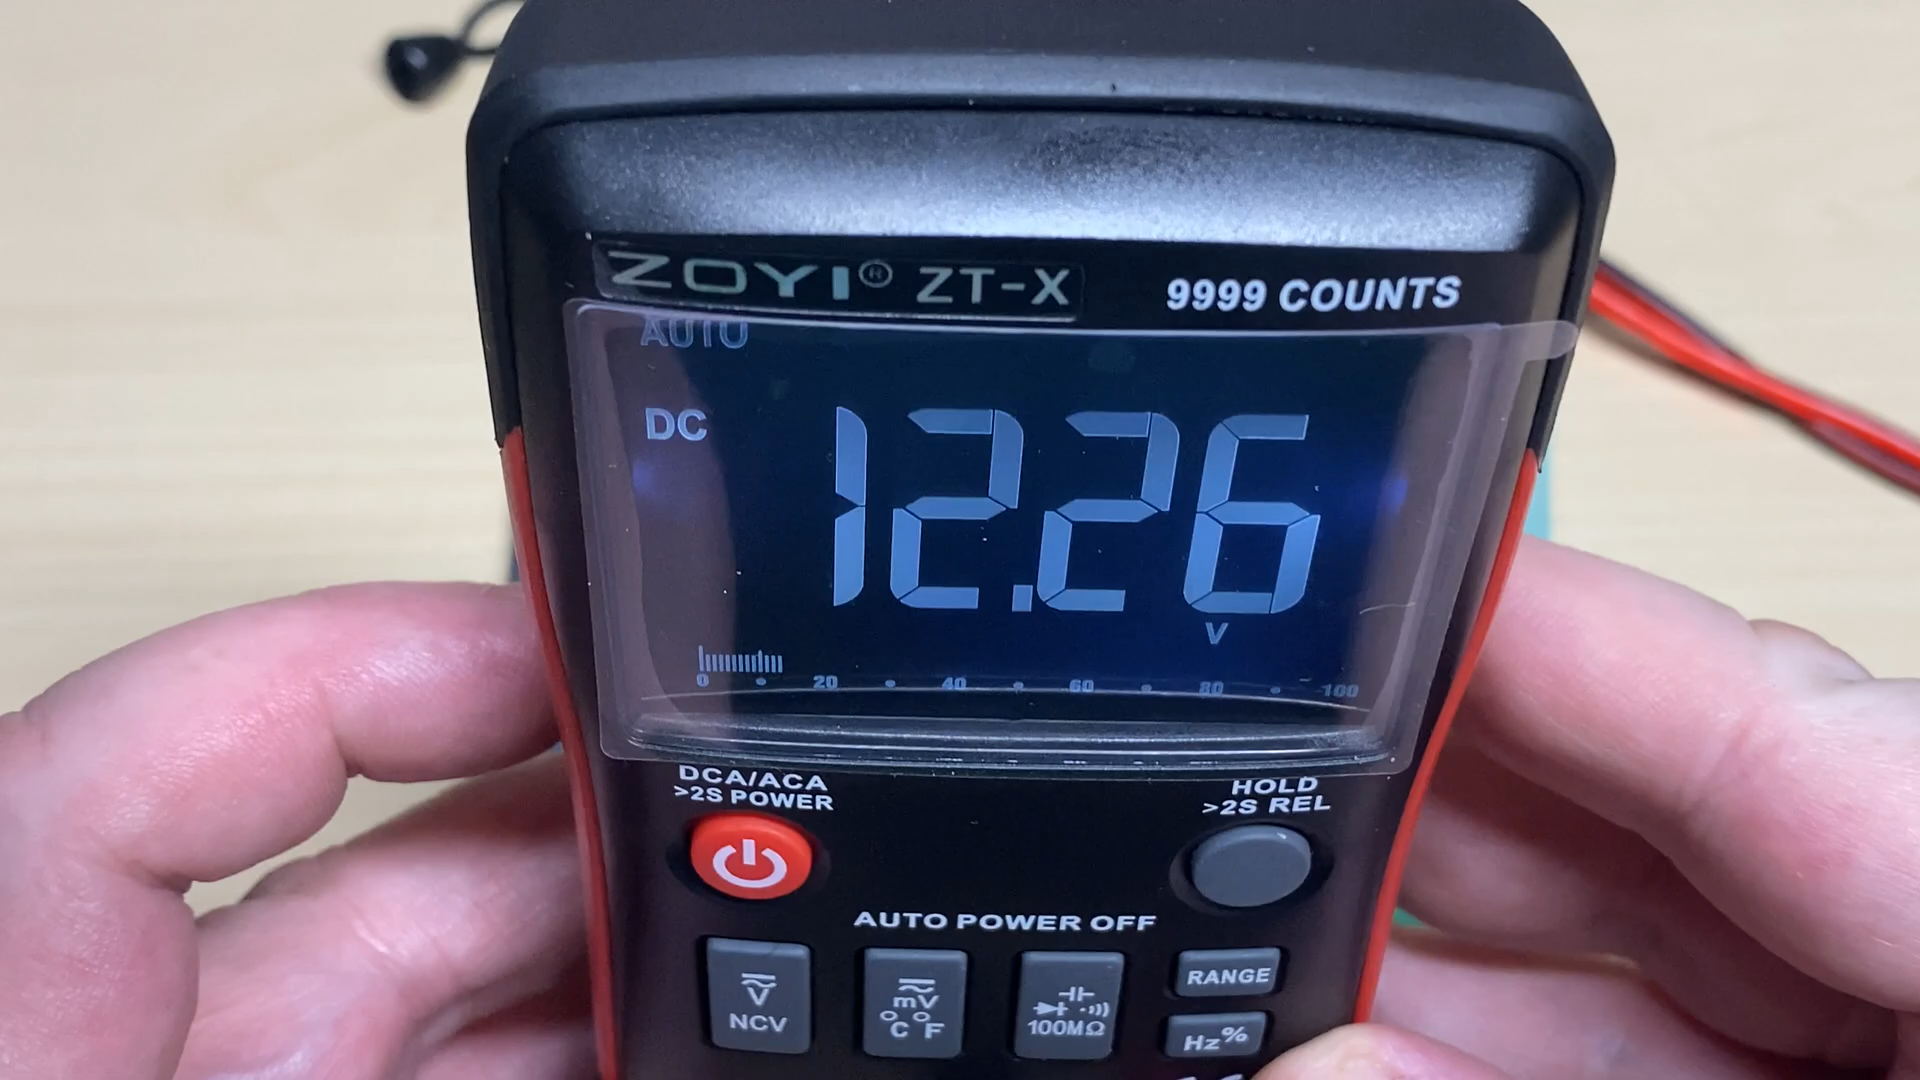 ZOYI® ZT-X 9999 COUNTS
AUTO
DC
12.26
V
0 20 40 60 80 100
DCA/ACA
>2S POWER
HOLD
>2S REL
AUTO POWER OFF
V
NCV
mV
°C °F
100MΩ
RANGE
Hz%